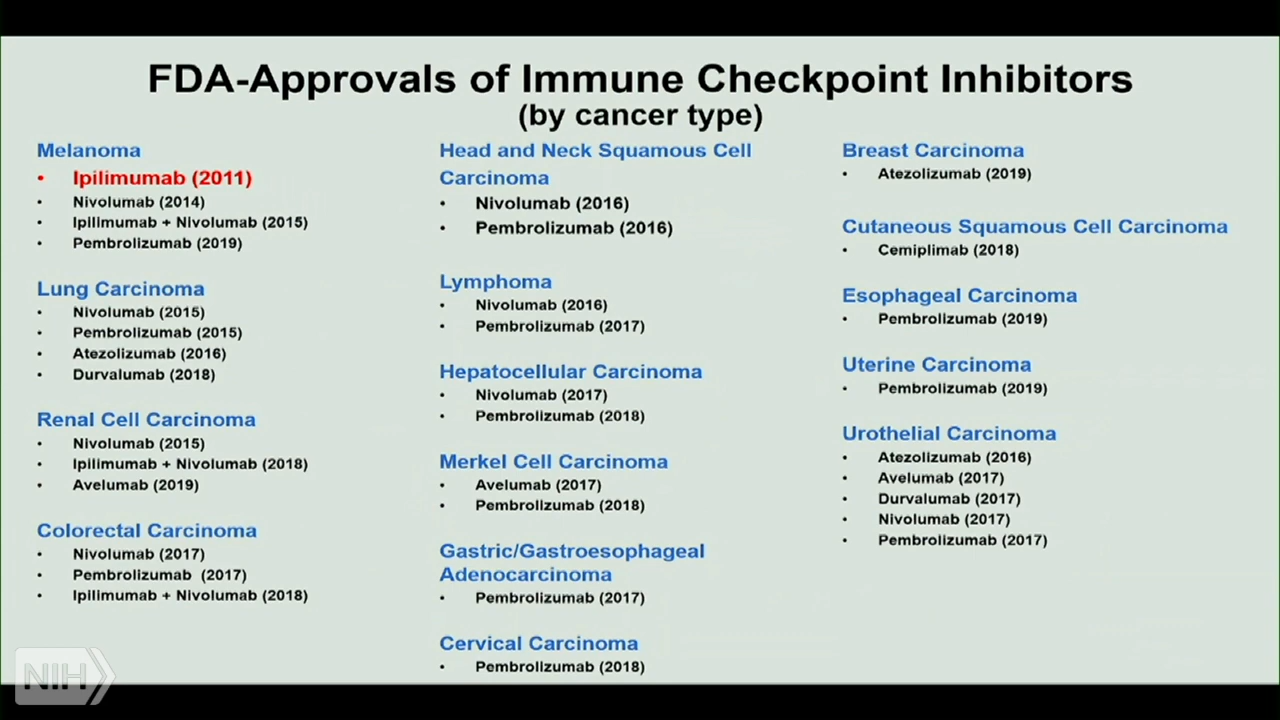 FDA-Approvals of Immune Checkpoint Inhibitors
(by cancer type)
Melanoma
• Ipilimumab (2011)
• Nivolumab (2014)
• Ipilimumab + Nivolumab (2015)
• Pembrolizumab (2019)
Lung Carcinoma
• Nivolumab (2015)
• Pembrolizumab (2015)
• Atezolizumab (2016)
• Durvalumab (2018)
Renal Cell Carcinoma
• Nivolumab (2015)
• Ipilimumab + Nivolumab (2018)
• Avelumab (2019)
Colorectal Carcinoma
• Nivolumab (2017)
• Pembrolizumab (2017)
• Ipilimumab + Nivolumab (2018)
Head and Neck Squamous Cell
Carcinoma
• Nivolumab (2016)
• Pembrolizumab (2016)
Lymphoma
• Nivolumab (2016)
• Pembrolizumab (2017)
Hepatocellular Carcinoma
• Nivolumab (2017)
• Pembrolizumab (2018)
Merkel Cell Carcinoma
• Avelumab (2017)
• Pembrolizumab (2018)
Gastric/Gastroesophageal
Adenocarcinoma
• Pembrolizumab (2017)
Cervical Carcinoma
• Pembrolizumab (2018)
Breast Carcinoma
• Atezolizumab (2019)
Cutaneous Squamous Cell Carcinoma
• Cemiplimab (2018)
Esophageal Carcinoma
• Pembrolizumab (2019)
Uterine Carcinoma
• Pembrolizumab (2019)
Urothelial Carcinoma
• Atezolizumab (2016)
• Avelumab (2017)
• Durvalumab (2017)
• Nivolumab (2017)
• Pembrolizumab (2017)
NIH